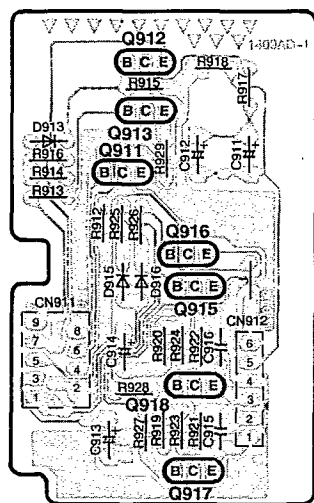 Q912
1400AD-1
B C E
R918
R915
R917
B C E
D913
Q913
R916
Q911
R929
C912
C911
R914
B C E
R913
R912
R925
R926
Q916
B C E
D915
D916
B C E
CN911
Q915
CN912
9
8
7
6
5
4
3
2
1
C914
R920
R924
R922
C916
6
5
4
3
2
1
R928
B C E
Q918
C913
R927
R919
R923
R921
C915
B C E
Q917